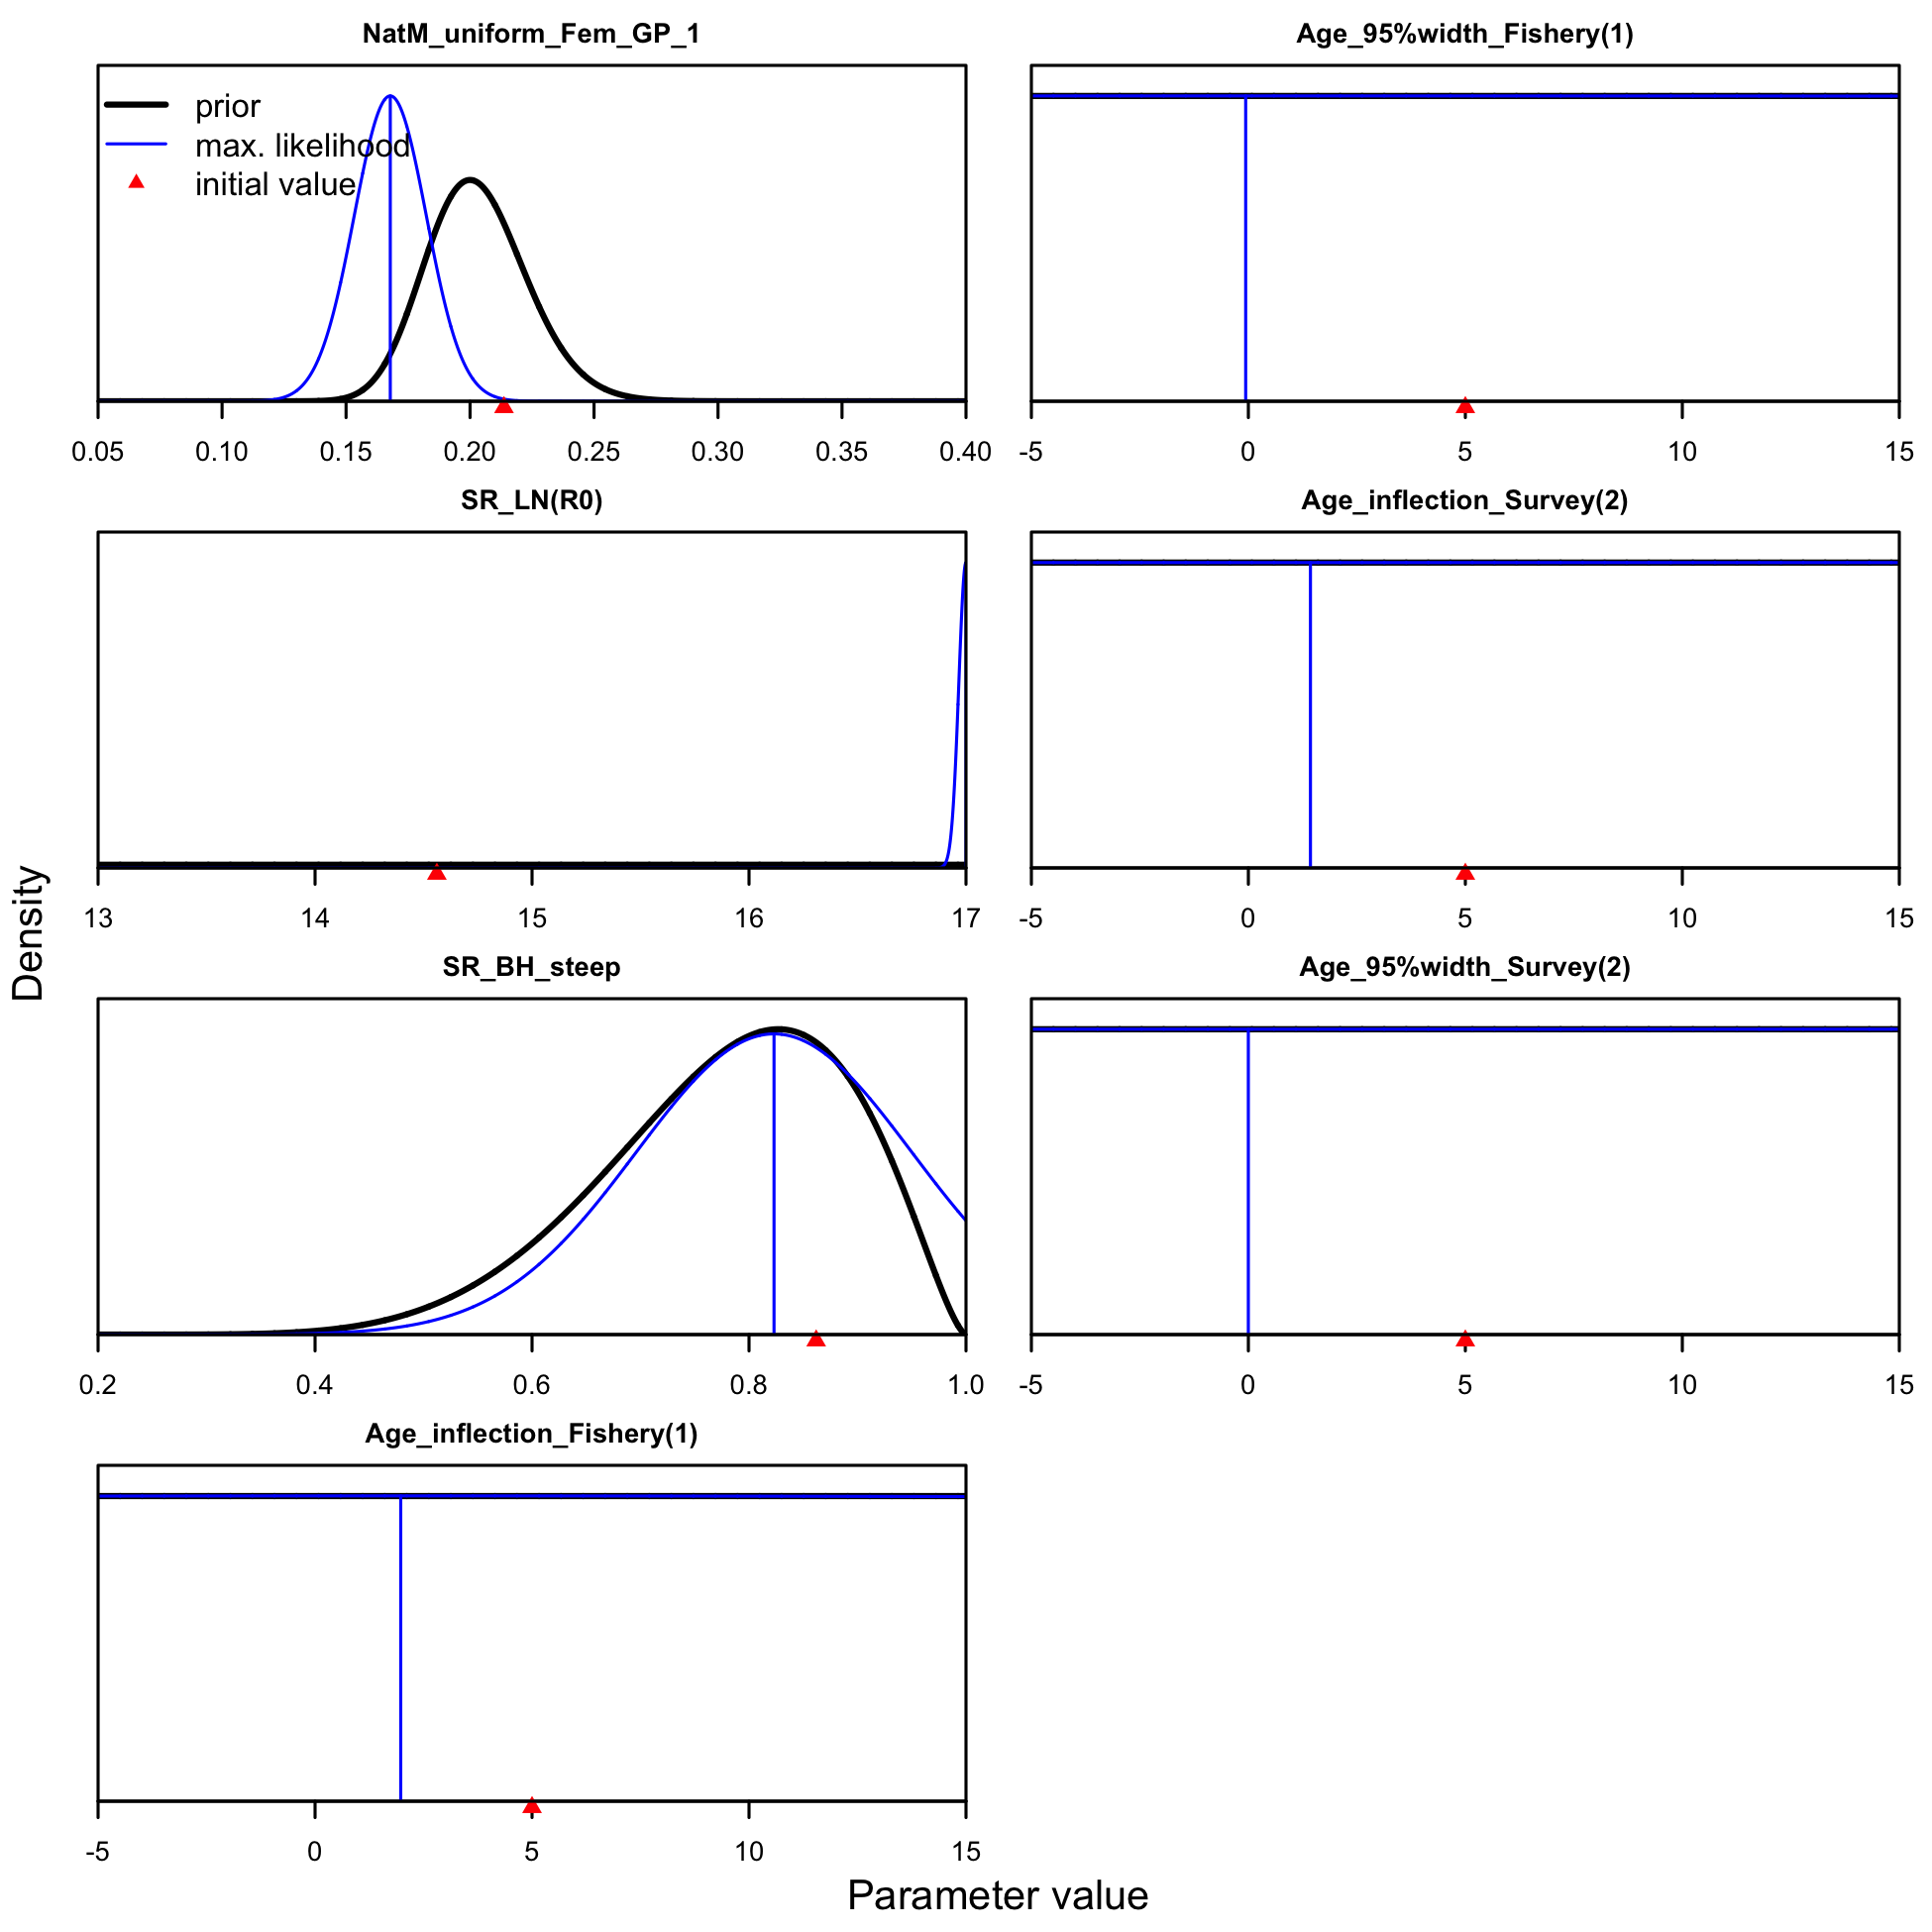 NatM_uniform_Fem_GP_1
prior
max. likelihood
initial value
0.05 0.10 0.15 0.20 0.25 0.30 0.35 0.40
Age_95%width_Fishery(1)
-5 0 5 10 15
SR_LN(R0)
13 14 15 16 17
Age_inflection_Survey(2)
-5 0 5 10 15
SR_BH_steep
0.2 0.4 0.6 0.8 1.0
Age_95%width_Survey(2)
-5 0 5 10 15
Age_inflection_Fishery(1)
-5 0 5 10 15
Density
Parameter value